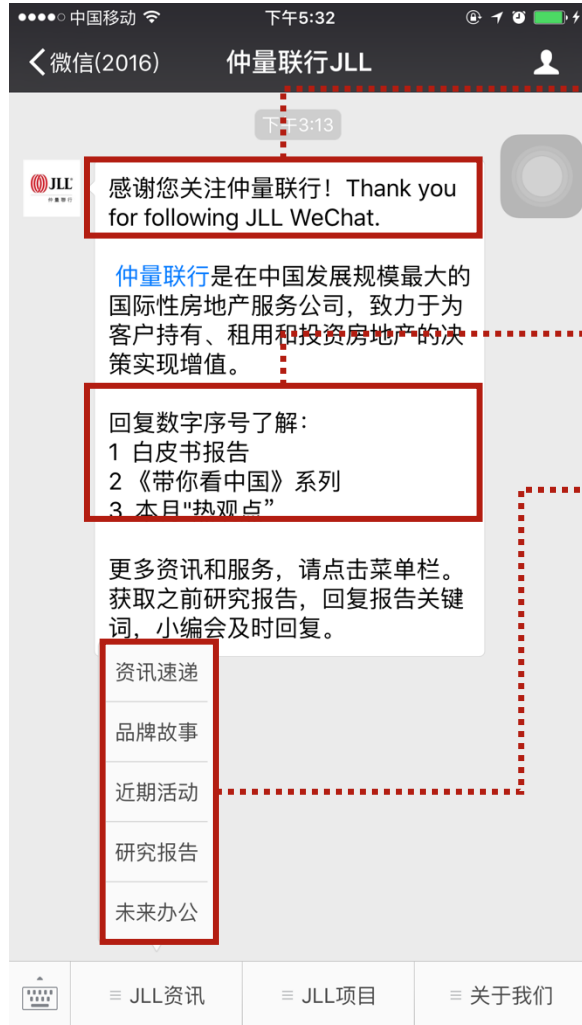 中国移动 下午5:32
微信(2016) 仲量联行JLL
下午3:13
JLL
仲量联行
感谢您关注仲量联行！Thank you
for following JLL WeChat.
仲量联行是在中国发展规模最大的
国际性房地产服务公司，致力于为
客户持有、租用和投资房地产的决
策实现增值。
回复数字序号了解：
1 白皮书报告
2 《带你看中国》系列
3 本月"热观点”
更多资讯和服务，请点击菜单栏。
获取之前研究报告，回复报告关键
词，小编会及时回复。
资讯速递
品牌故事
近期活动
研究报告
未来办公
JLL资讯 JLL项目 关于我们